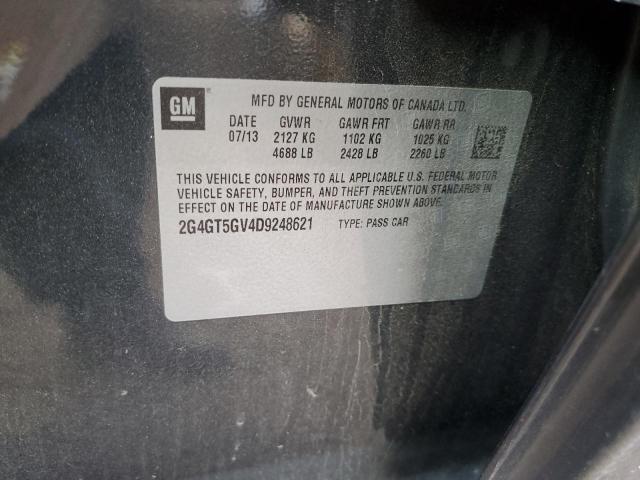 GM
MFD BY GENERAL MOTORS OF CANADA LTD.
DATE GVWR GAWR FRT GAWR RR
07/13 2127 KG 1102 KG 1025 KG
4688 LB 2428 LB 2260 LB
THIS VEHICLE CONFORMS TO ALL APPLICABLE U.S. FEDERAL MOTOR
VEHICLE SAFETY, BUMPER, AND THEFT PREVENTION STANDARDS IN
EFFECT ON THE DATE OF MANUFACTURE SHOWN ABOVE.
2G4GT5GV4D9248621 TYPE: PASS CAR